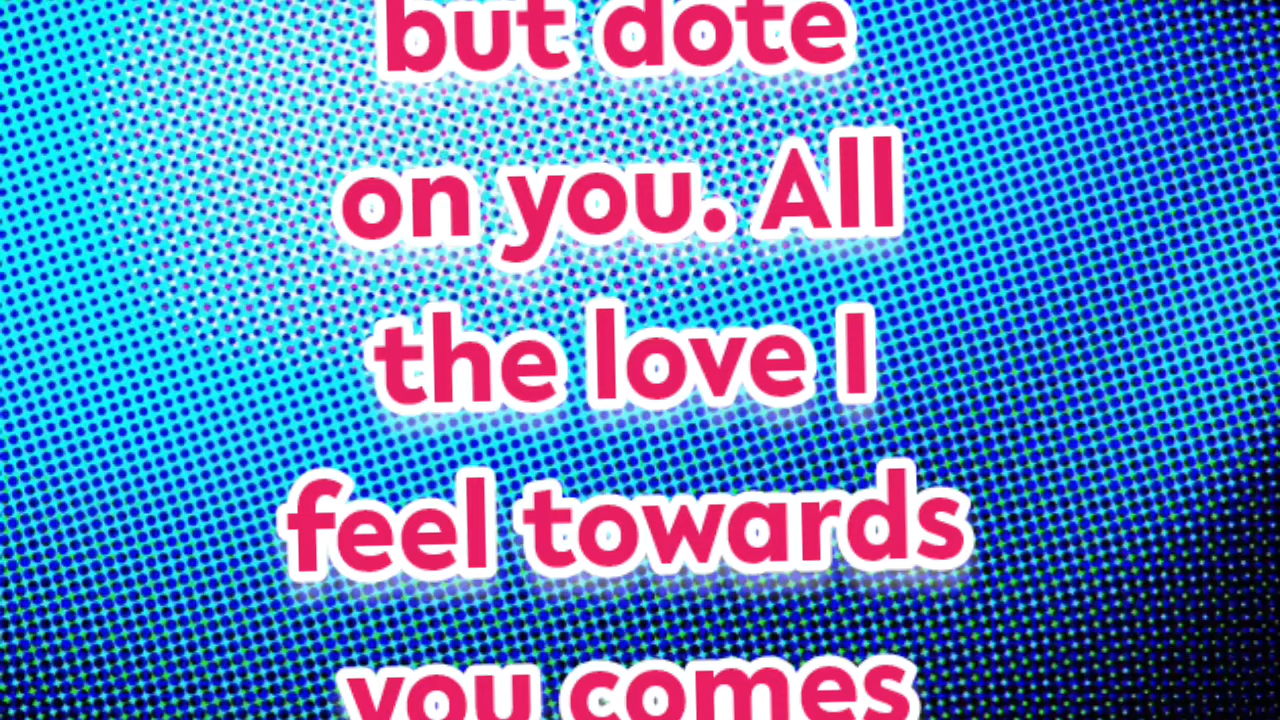 but dote
on you. All
the love I
feel towards
you comes